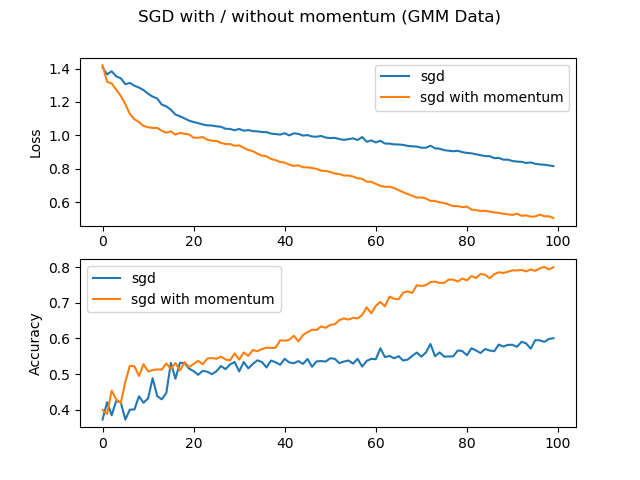 SGD with / without momentum (GMM Data)
1.4
1.2
1.0
0.8
0.6
Loss
sgd
sgd with momentum
0 20 40 60 80 100
0.8
0.7
0.6
0.5
0.4
Accuracy
sgd
sgd with momentum
0 20 40 60 80 100